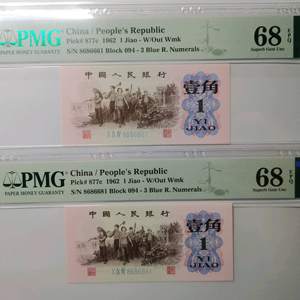 PMG
PAPER MONEY GUARANTY
China / People's Republic
Pick# 877c 1962 1 Jiao - W/Out Wmk
S/N 8686661 Block 094 - 3 Blue R. Numerals
68 EPQ
Superb Gem Unc
中國人民銀行
壹角
1
YI JIAO
8686661
PMG
PAPER MONEY GUARANTY
China / People's Republic
Pick# 877c 1962 1 Jiao - W/Out Wmk
S/N 8686681 Block 094 - 3 Blue R. Numerals
68 EPQ
Superb Gem Unc
中國人民銀行
壹角
1
YI JIAO
8686681